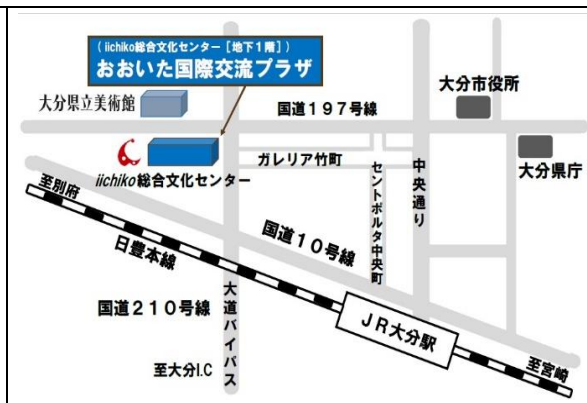 （iichiko総合文化センター［地下１階］）
おおいた国際交流プラザ
大分県立美術館
大分市役所
国道１９７号線
大分県庁
ガレリア竹町
iichiko総合文化センター
セントポルタ中央町
中央通り
至別府
日豊本線
国道１０号線
国道２１０号線
大道バイパス
JR大分駅
至大分I.C
至宮崎